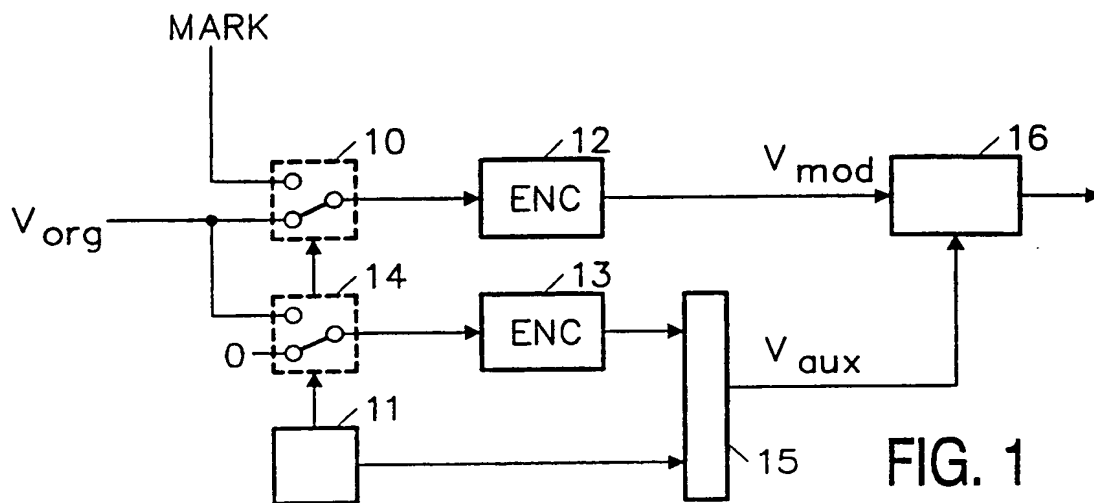 MARK
10
12
ENC
V mod
16
V org
14
13
ENC
0
V aux
11
15
FIG. 1